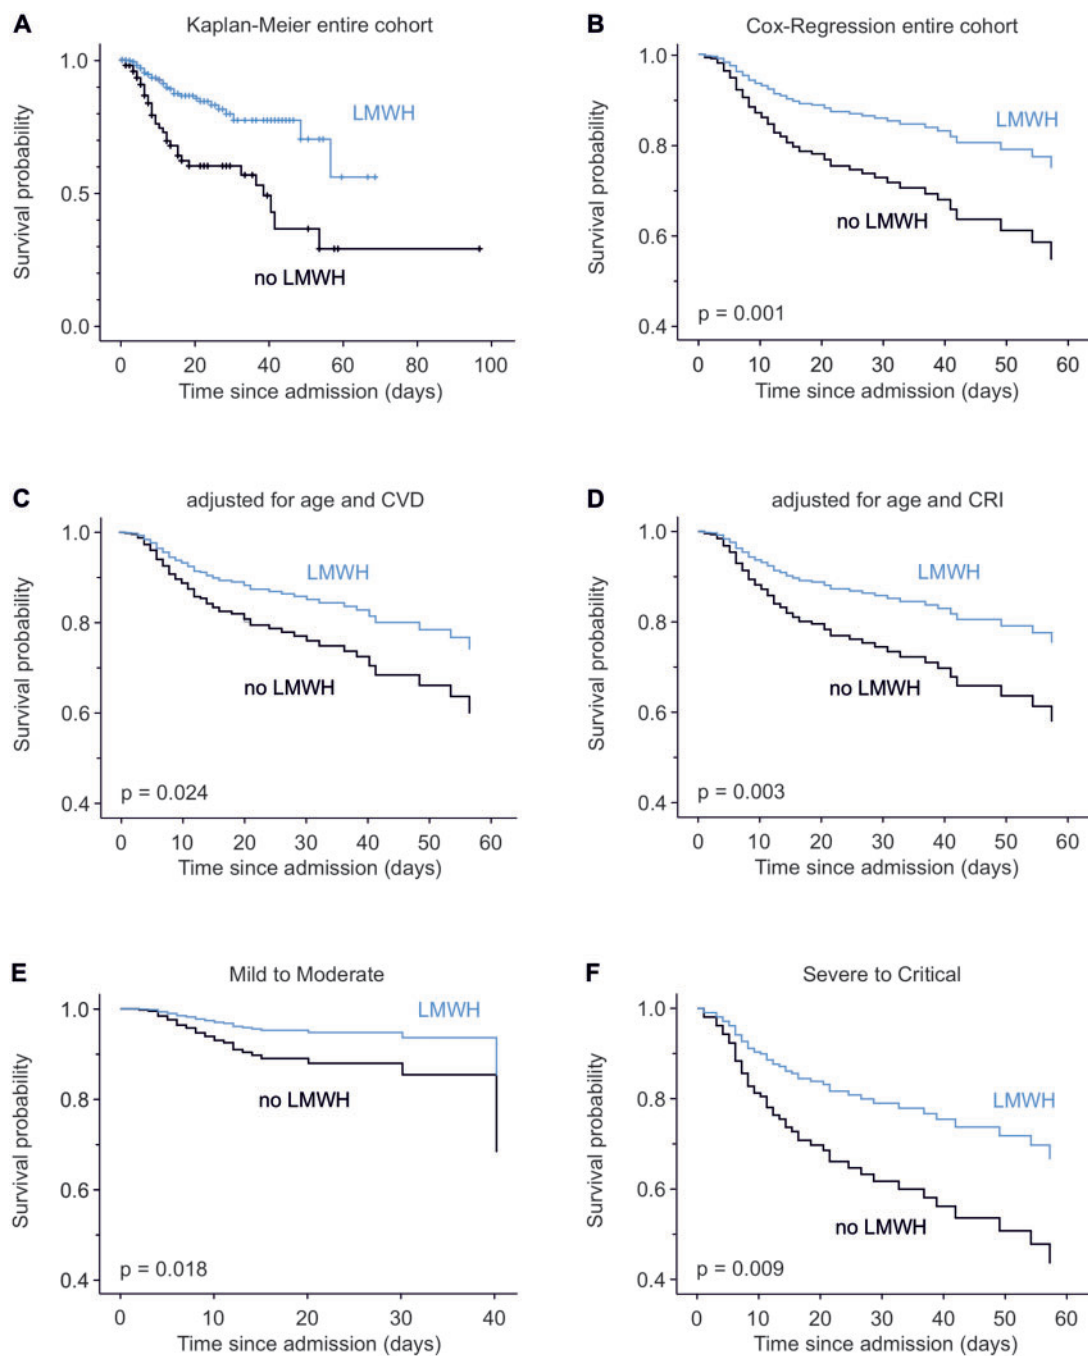 A
Kaplan-Meier entire cohort
Survival probability
1.0
0.5
0.0
LMWH
no LMWH
0 20 40 60 80 100
Time since admission (days)
B
Cox-Regression entire cohort
Survival probability
1.0
0.8
0.6
0.4
LMWH
no LMWH
p = 0.001
0 10 20 30 40 50 60
Time since admission (days)
C
adjusted for age and CVD
Survival probability
1.0
0.8
0.6
0.4
LMWH
no LMWH
p = 0.024
0 10 20 30 40 50 60
Time since admission (days)
D
adjusted for age and CRI
Survival probability
1.0
0.8
0.6
0.4
LMWH
no LMWH
p = 0.003
0 10 20 30 40 50 60
Time since admission (days)
E
Mild to Moderate
Survival probability
1.0
0.8
0.6
0.4
LMWH
no LMWH
p = 0.018
0 10 20 30 40
Time since admission (days)
F
Severe to Critical
Survival probability
1.0
0.8
0.6
0.4
LMWH
no LMWH
p = 0.009
0 10 20 30 40 50 60
Time since admission (days)